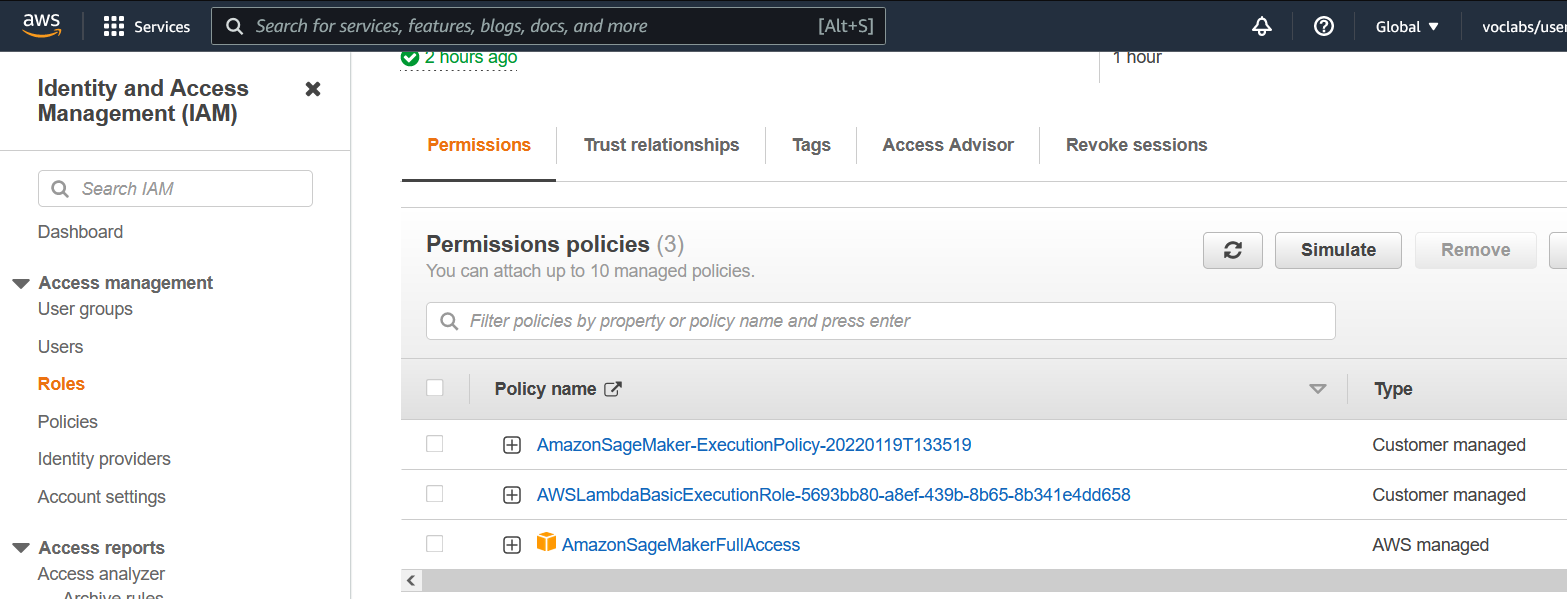 aws
Services
Search for services, features, blogs, docs, and more
[Alt+S]
Global
voclabs/user
Identity and Access
Management (IAM)
Search IAM
Dashboard
Access management
User groups
Users
Roles
Policies
Identity providers
Account settings
Access reports
Access analyzer
Archive rules
2 hours ago
1 hour
Permissions
Trust relationships
Tags
Access Advisor
Revoke sessions
Permissions policies (3)
You can attach up to 10 managed policies.
Simulate
Remove
Filter policies by property or policy name and press enter
Policy name
Type
AmazonSageMaker-ExecutionPolicy-20220119T133519
Customer managed
AWSLambdaBasicExecutionRole-5693bb80-a8ef-439b-8b65-8b341e4dd658
Customer managed
AmazonSageMakerFullAccess
AWS managed